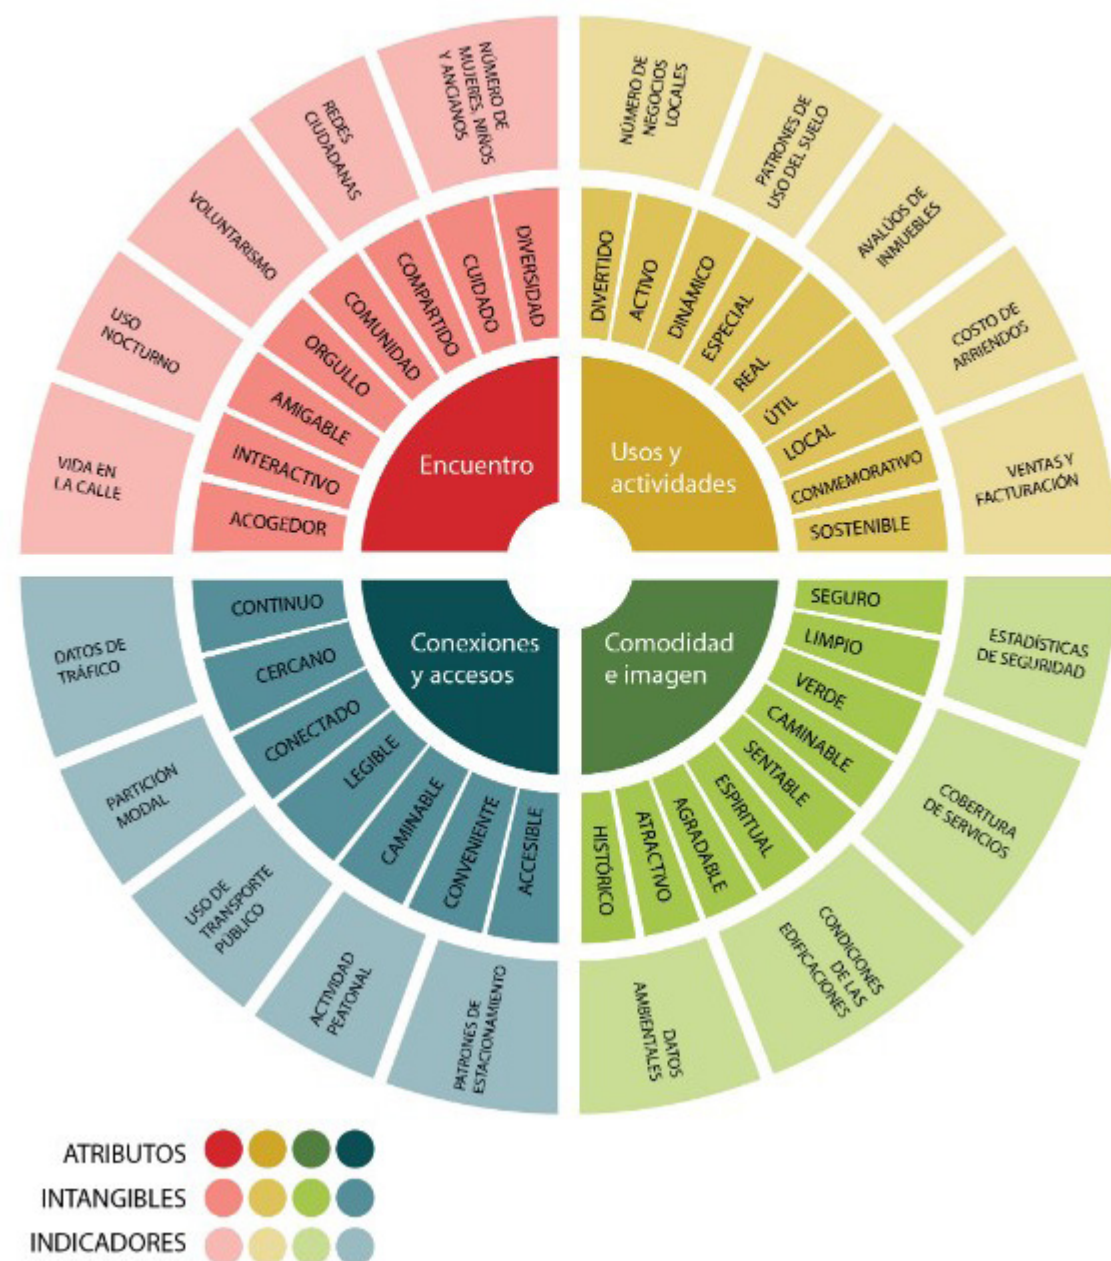 NÚMERO DE
MUJERES, NIÑOS
Y ANCIANOS
REDES
CIUDADANAS
VOLUNTARISMO
USO
NOCTURNO
VIDA EN
LA CALLE
DIVERSIDAD
CUIDADO
COMPARTIDO
COMUNIDAD
ORGULLO
AMIGABLE
INTERACTIVO
ACOGEDOR
Encuentro
NÚMERO DE
NEGOCIOS
LOCALES
PATRONES DE
USO DEL SUELO
AVALÚOS DE
INMUEBLES
COSTO DE
ARRIENDOS
VENTAS Y
FACTURACIÓN
DIVERTIDO
ACTIVO
DINÁMICO
ESPECIAL
REAL
ÚTIL
LOCAL
CONMEMORATIVO
SOSTENIBLE
Usos y
actividades
Conexiones
y accesos
CONTINUO
CERCANO
CONECTADO
LEGIBLE
CAMINABLE
CONVENIENTE
ACCESIBLE
DATOS DE
TRÁFICO
PARTICIÓN
MODAL
USO DE
TRANSPORTE
PÚBLICO
ACTIVIDAD
PEATONAL
PATRONES DE
ESTACIONAMIENTO
Comodidad
e imagen
SEGURO
LIMPIO
VERDE
CAMINABLE
SENTABLE
ESPIRITUAL
AGRADABLE
ATRACTIVO
HISTÓRICO
ESTADÍSTICAS
DE SEGURIDAD
COBERTURA
DE SERVICIOS
CONDICIONES
DE LAS
EDIFICACIONES
DATOS
AMBIENTALES
ATRIBUTOS
INTANGIBLES
INDICADORES